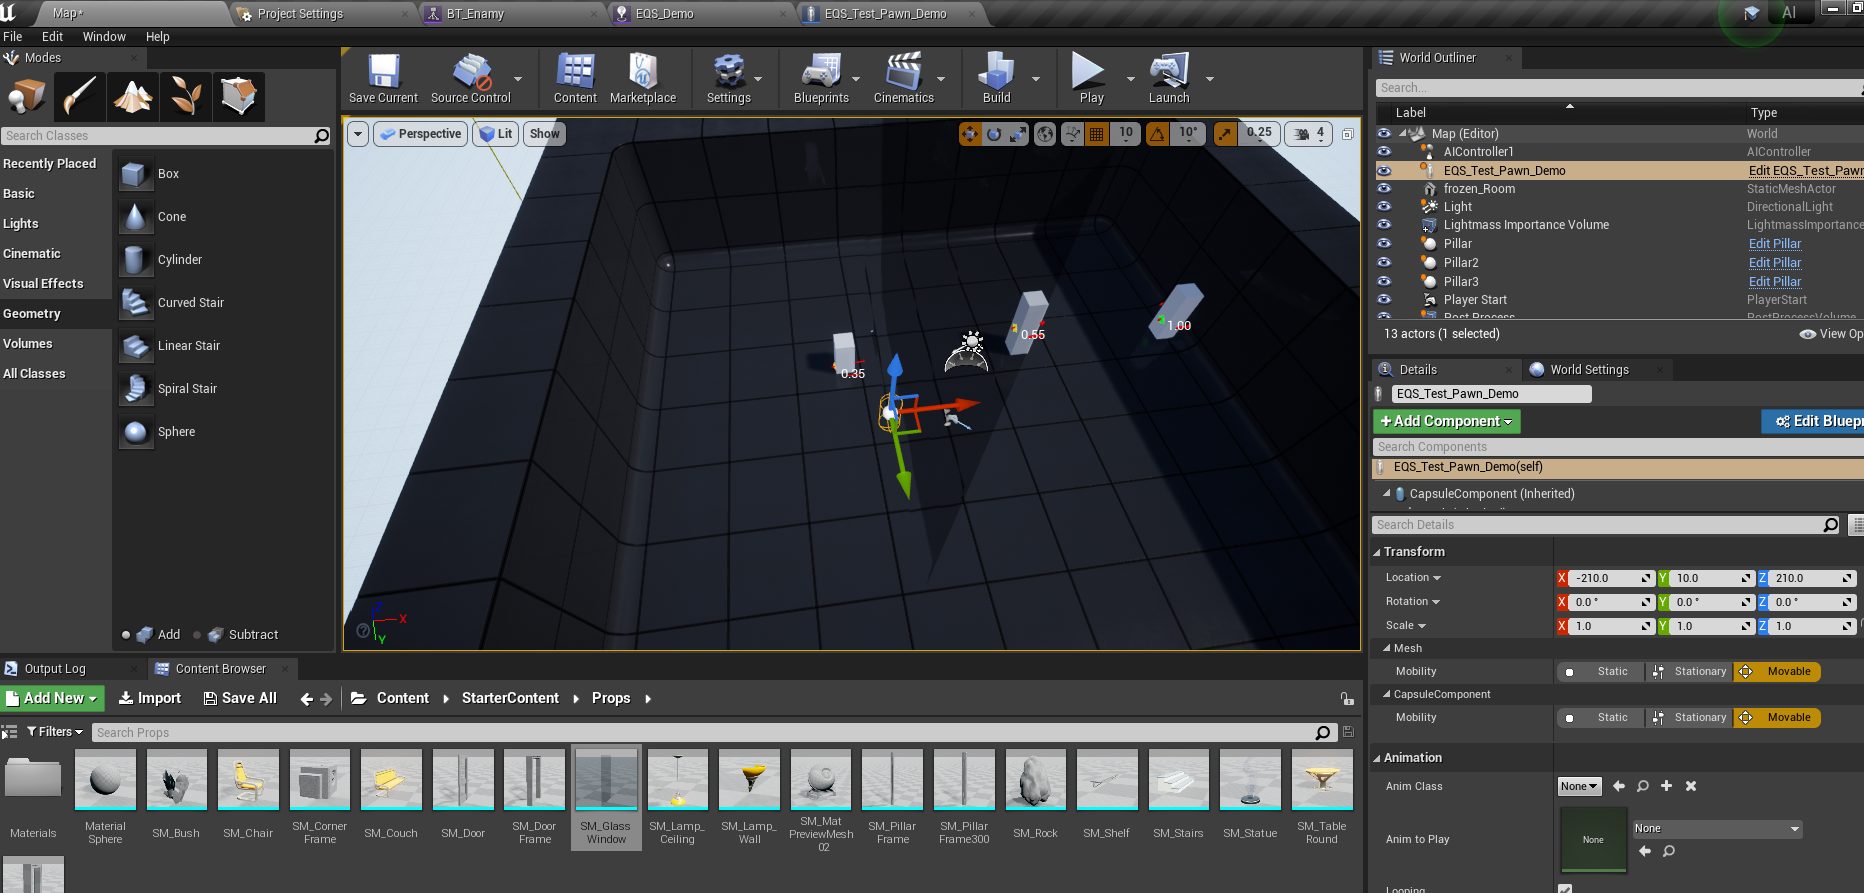 Map*
Project Settings
BT_Enamy
EQS_Demo
EQS_Test_Pawn_Demo
AI
File Edit Window Help
Modes
Search Classes
Recently Placed
Basic
Lights
Cinematic
Visual Effects
Geometry
Volumes
All Classes
Box
Cone
Cylinder
Curved Stair
Linear Stair
Spiral Stair
Sphere
Add Subtract
Save Current
Source Control
Content
Marketplace
Settings
Blueprints
Cinematics
Build
Play
Launch
Perspective Lit Show
10 10° 0.25 4
0.35
0.55
1.00
Z
X
Y
World Outliner
Search...
Label Type
Map (Editor) World
AIController1 AIController
EQS_Test_Pawn_Demo Edit EQS_Test_Pawn
frozen_Room StaticMeshActor
Light DirectionalLight
Lightmass Importance Volume LightmassImportance
Pillar Edit Pillar
Pillar2 Edit Pillar
Pillar3 Edit Pillar
Player Start PlayerStart
Post Process PostProcessVolume
13 actors (1 selected) View Op
Details World Settings
EQS_Test_Pawn_Demo
Add Component Edit Bluep
Search Components
EQS_Test_Pawn_Demo(self)
CapsuleComponent (Inherited)
Search Details
Transform
Location X -210.0 Y 10.0 Z 210.0
Rotation X 0.0 ° Y 0.0 ° Z 0.0 °
Scale X 1.0 Y 1.0 Z 1.0
Mesh
Mobility Static Stationary Movable
CapsuleComponent
Mobility Static Stationary Movable
Animation
Anim Class None
Anim to Play None None
Looping
Output Log Content Browser
Add New Import Save All Content StarterContent Props
Filters Search Props
Materials
Material Sphere
SM_Bush
SM_Chair
SM_Corner Frame
SM_Couch
SM_Door
SM_Door Frame
SM_Glass Window
SM_Lamp_ Ceiling
SM_Lamp_ Wall
SM_Mat PreviewMesh 02
SM_Pillar Frame
SM_Pillar Frame300
SM_Rock
SM_Shelf
SM_Stairs
SM_Statue
SM_Table Round